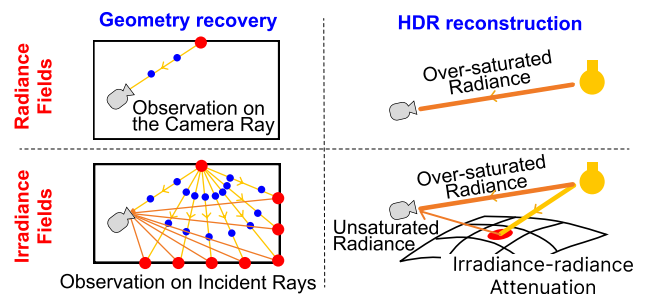 Geometry recovery
HDR reconstruction
Radiance
Fields
Observation on
the Camera Ray
Over-saturated
Radiance
Irradiance
Fields
Observation on Incident Rays
Over-saturated
Radiance
Unsaturated
Radiance
Irradiance-radiance
Attenuation